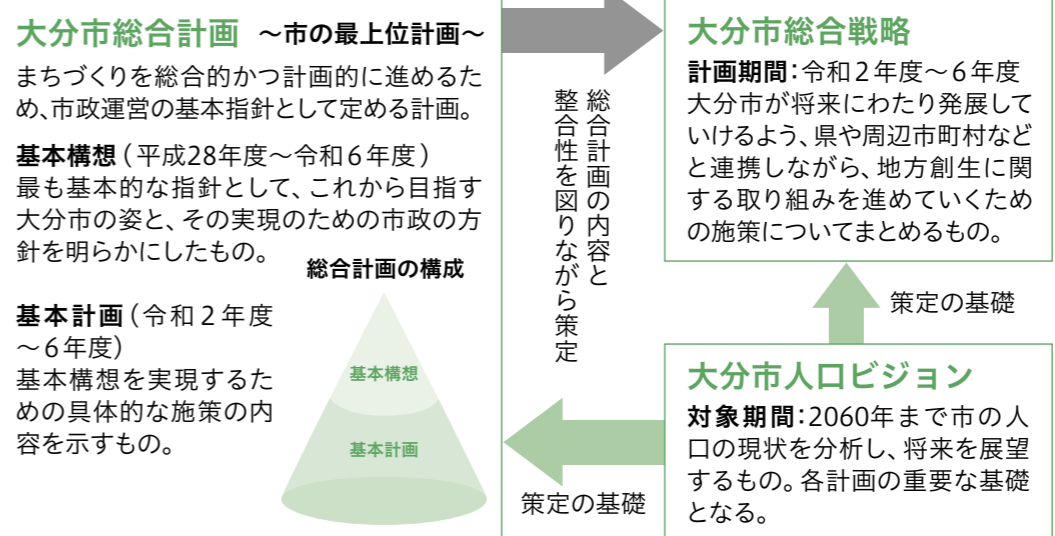 大分市総合計画 ～市の最上位計画～
まちづくりを総合的かつ計画的に進めるた
め、市政運営の基本指針として定める計画。
基本構想（平成28年度～令和６年度）
最も基本的な指針として、これから目指す
大分市の姿と、その実現のための市政の方
針を明らかにしたもの。
総合計画の構成
基本計画（令和２年度
～６年度）
基本構想を実現するた
めの具体的な施策の内
容を示すもの。
基本構想
基本計画
総合計画の内容と
整合性を図りながら策定
大分市総合戦略
計画期間：令和２年度～６年度
大分市が将来にわたり発展して
いけるよう、県や周辺市町村など
と連携しながら、地方創生に関
する取り組みを進めていくため
の施策についてまとめるもの。
策定の基礎
大分市人口ビジョン
対象期間：2060年まで市の人
口の現状を分析し、将来を展望
するもの。各計画の重要な基礎
となる。
策定の基礎